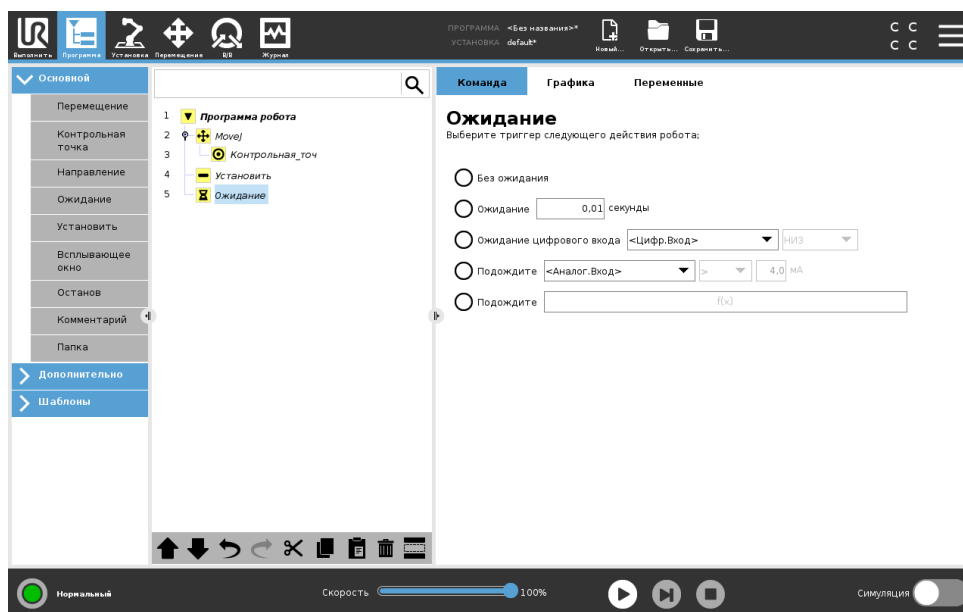 UR
ПРОГРАММА <Без названия>*
УСТАНОВКА default*
Выполнить Программа Установка Перемещение В/В Журнал
Новый... Открыть... Сохранить...
C C
C C
Основной
Перемещение
Контрольная
точка
Направление
Ожидание
Установить
Всплывающее
окно
Останов
Комментарий
Папка
Дополнительно
Шаблоны
1 Программа робота
2 MoveJ
3 Контрольная_точ
4 Установить
5 Ожидание
Команда Графика Переменные
Ожидание
Выберите триггер следующего действия робота:
Без ожидания
Ожидание 0,01 секунды
Ожидание цифрового входа <Цифр.Вход> НИЗ
Подождите <Аналог.Вход> > 4,0 мА
Подождите f(x)
Нормальный
Скорость 100%
Симуляция